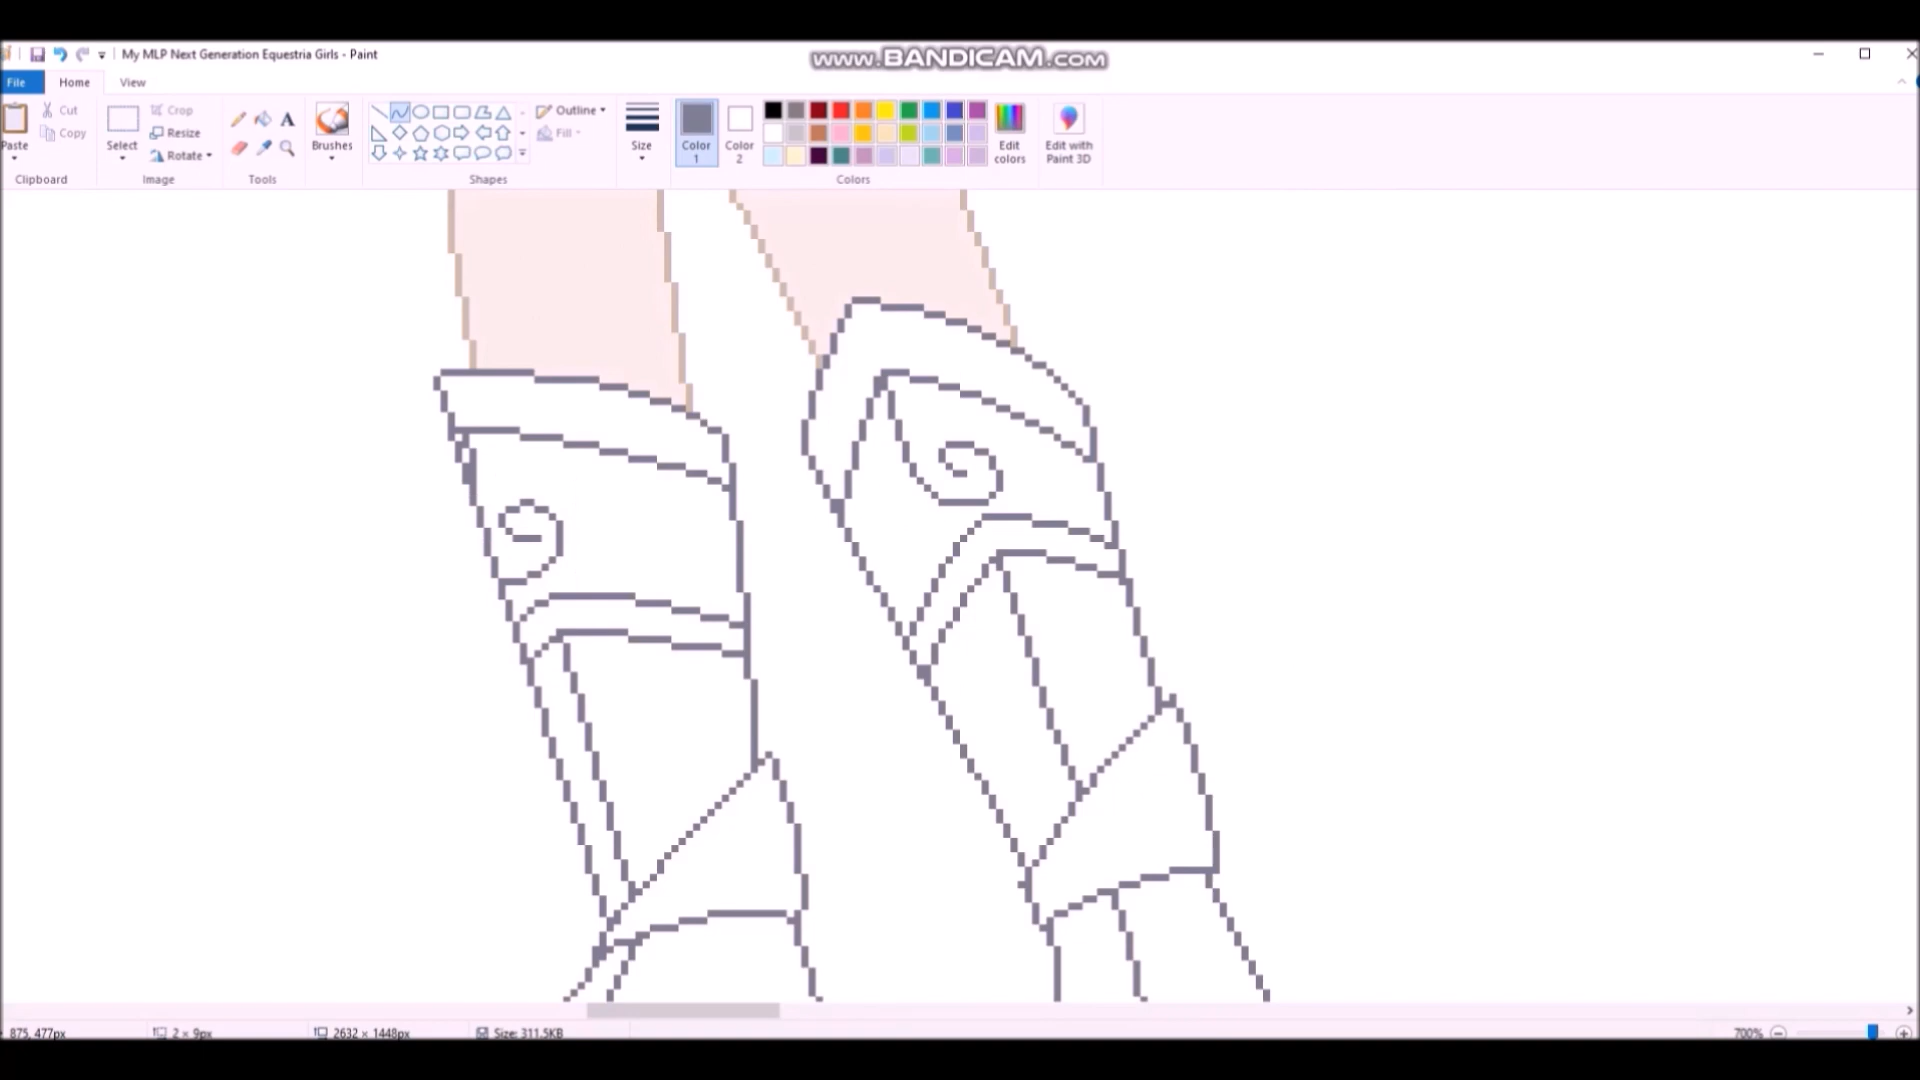 My MLP Next Generation Equestria Girls - Paint
www.BANDICAM.com
File Home View
Cut
Copy
Paste
Clipboard
Crop
Resize
Rotate
Select
Image
A
Tools
Brushes
Outline
Fill
Shapes
Size
Color 1
Color 2
Colors
Edit colors
Edit with Paint 3D
875, 477px
2 × 9px
2632 × 1448px
Size: 311.5KB
700%